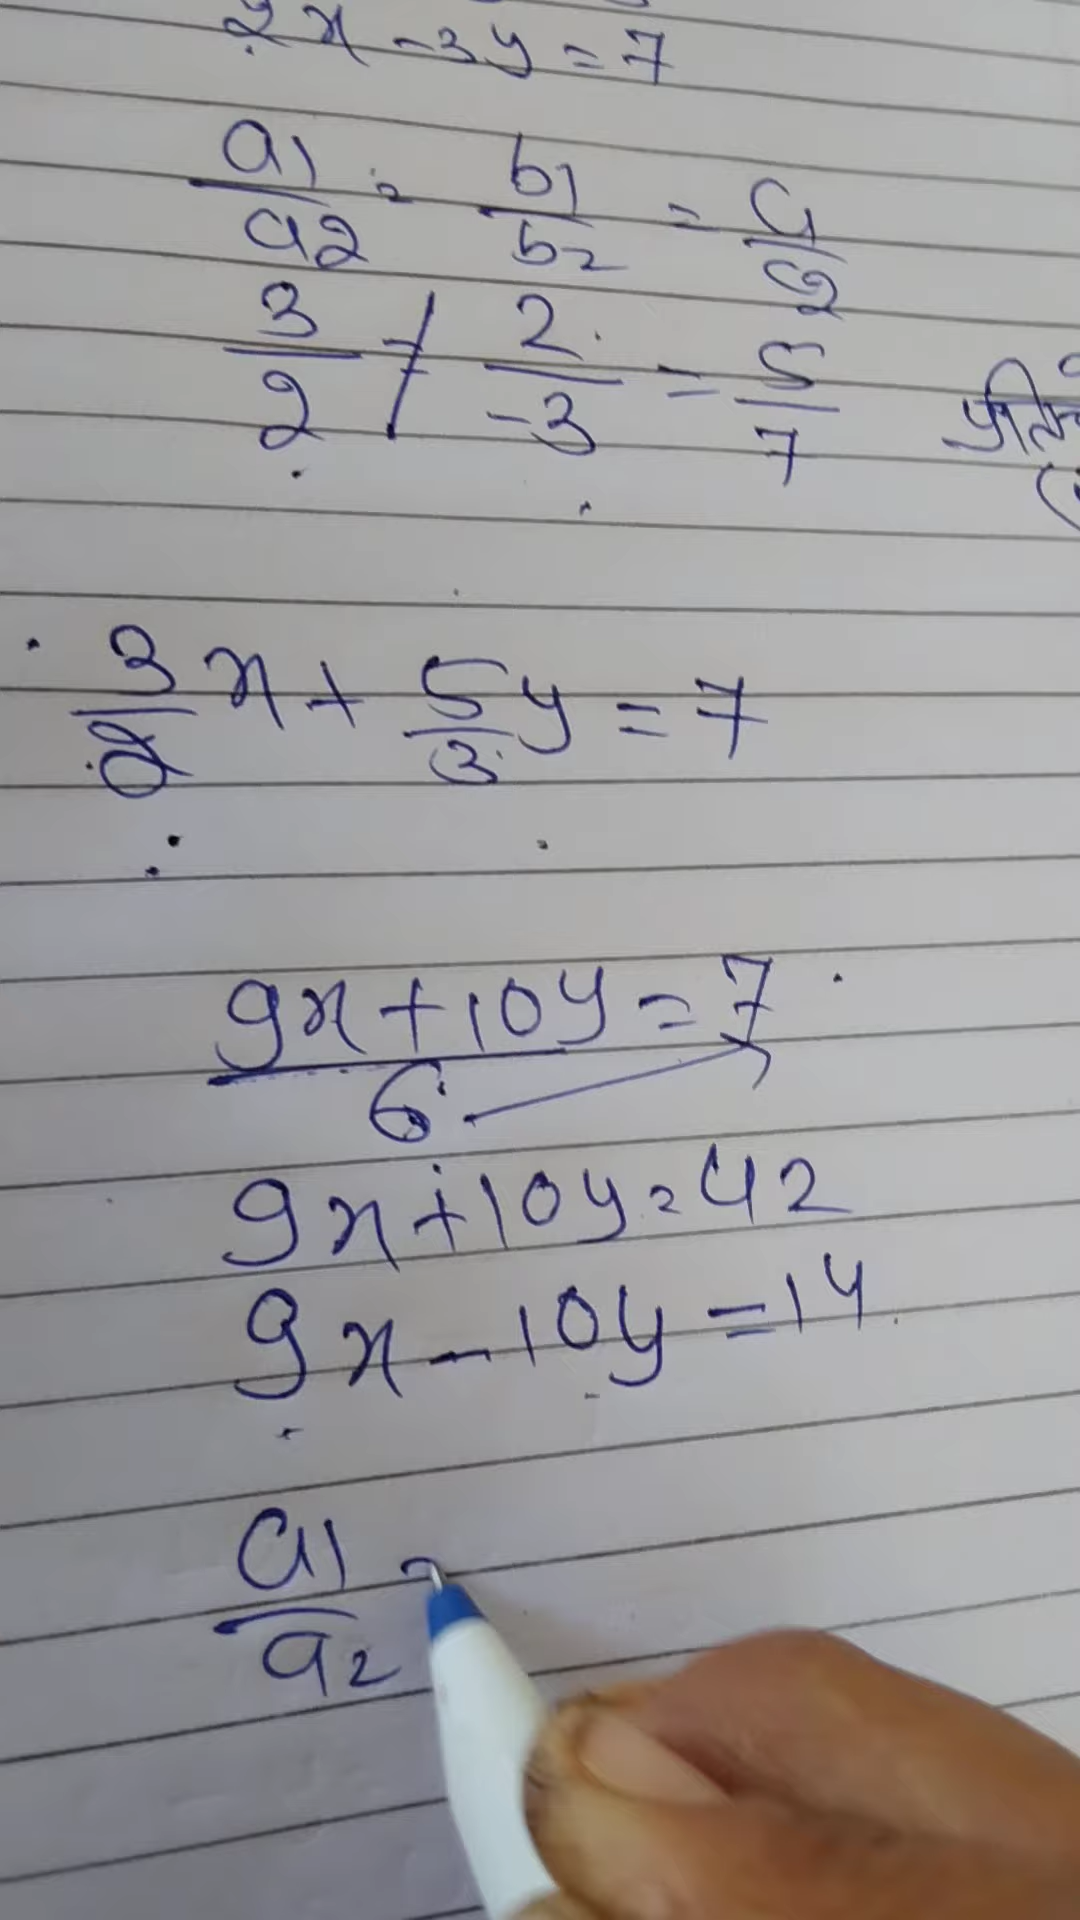 2x - 3y = 7
a1/a2 = b1/b2 = c1/c2
3/2 ≠ 2/-3 = 5/7
3/2 x + 5/3 y = 7
9x + 10y / 6 = 7
9x + 10y = 42
9x - 10y = 14
a1/a2 =